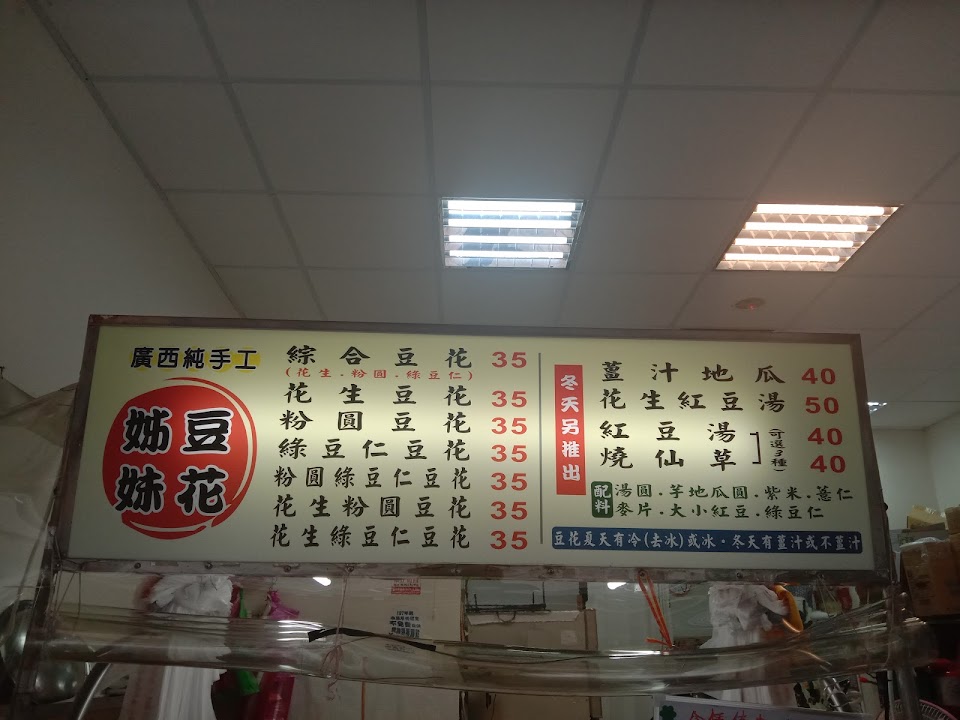 廣西純手工
姊妹
豆花
綜合豆花 35
(花生.粉圓.綠豆仁)
花生豆花 35
粉圓豆花 35
綠豆仁豆花 35
粉圓綠豆仁豆花 35
花生粉圓豆花 35
花生綠豆仁豆花 35
冬天另推出
薑汁地瓜 40
花生紅豆湯 50
紅豆湯 40
燒仙草 40
(可選3種)
配料
湯圓.芋地瓜圓.紫米.薏仁
麥片.大小紅豆.綠豆仁
豆花夏天有冷(去冰)或冰.冬天有薑汁或不薑汁